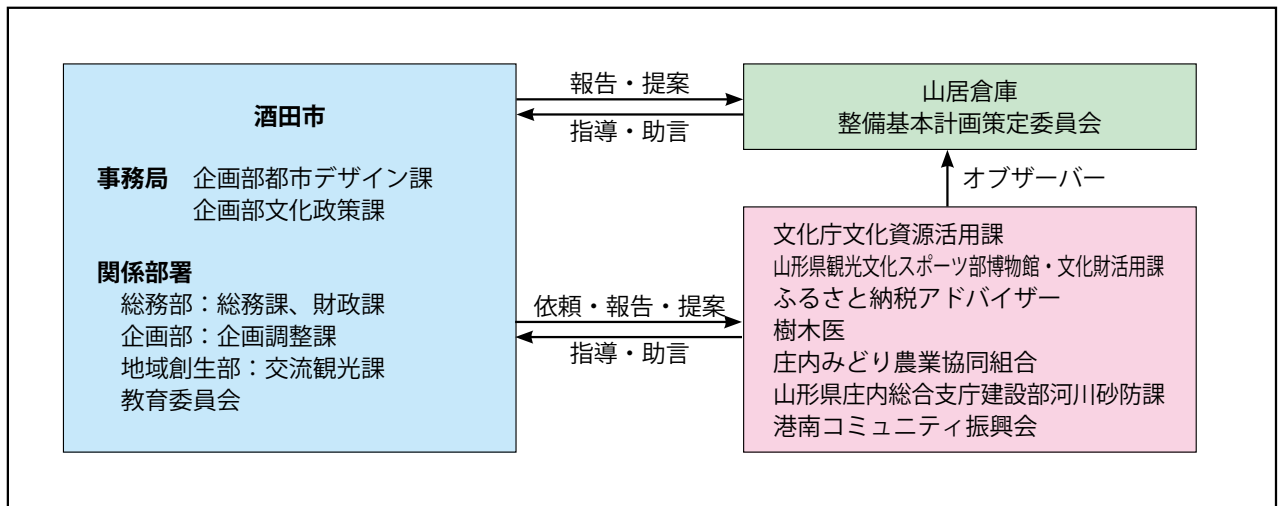 酒田市
事務局　企画部都市デザイン課
企画部文化政策課
関係部署
総務部：総務課、財政課
企画部：企画調整課
地域創生部：交流観光課
教育委員会
報告・提案
指導・助言
山居倉庫
整備基本計画策定委員会
オブザーバー
依頼・報告・提案
指導・助言
文化庁文化資源活用課
山形県観光文化スポーツ部博物館・文化財活用課
ふるさと納税アドバイザー
樹木医
庄内みどり農業協同組合
山形県庄内総合支庁建設部河川砂防課
港南コミュニティ振興会